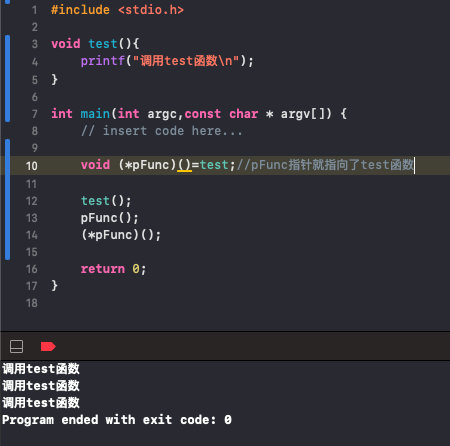 1 #include <stdio.h>
2
3 void test(){
4     printf("调用test函数\n");
5 }
6
7 int main(int argc,const char * argv[]) {
8     // insert code here...
9
10     void (*pFunc)()=test;//pFunc指针就指向了test函数
11
12     test();
13     pFunc();
14     (*pFunc)();
15
16     return 0;
17 }
18
调用test函数
调用test函数
调用test函数
Program ended with exit code: 0